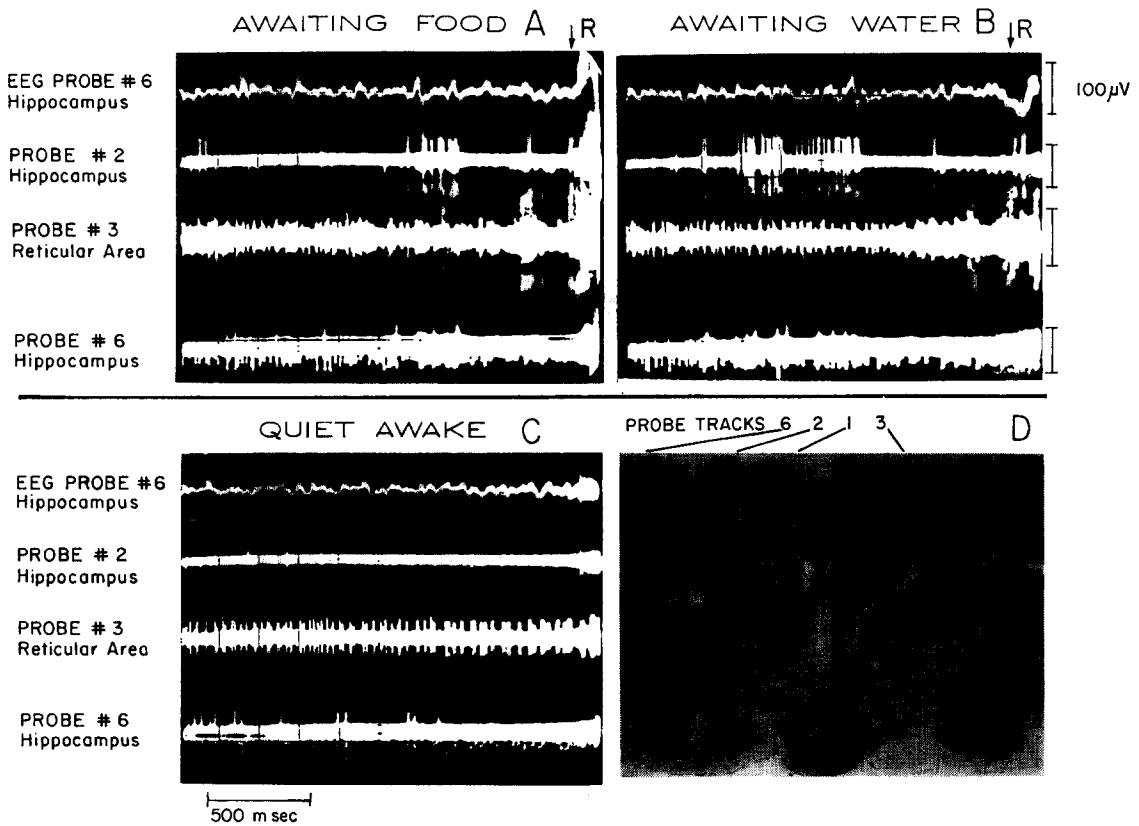 AWAITING FOOD A
R
AWAITING WATER B
R
EEG PROBE #6
Hippocampus
100μV
PROBE #2
Hippocampus
PROBE #3
Reticular Area
PROBE #6
Hippocampus
QUIET AWAKE C
PROBE TRACKS 6 2 1 3
D
EEG PROBE #6
Hippocampus
PROBE #2
Hippocampus
PROBE #3
Reticular Area
PROBE #6
Hippocampus
500 msec